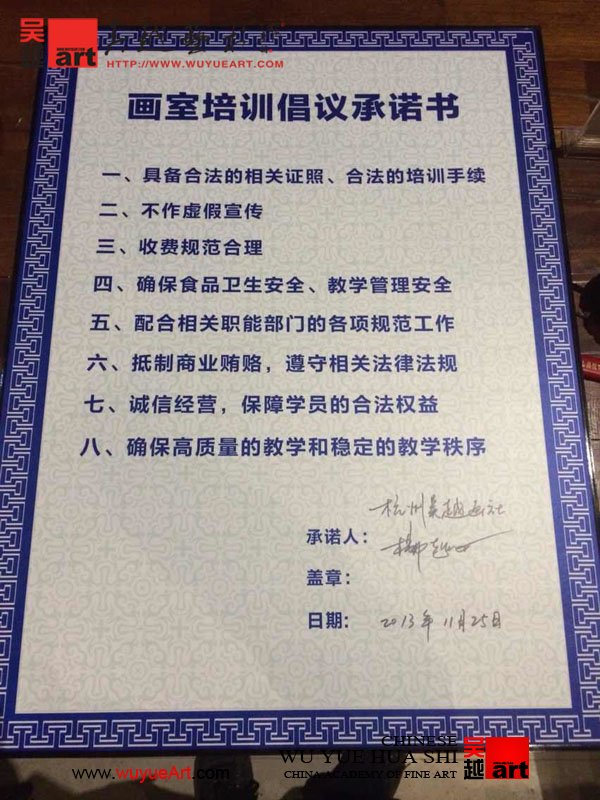 吴越art
HTTP://WWW.WUYUEART.COM
画室培训倡议承诺书
一、具备合法的相关证照、合法的培训手续
二、不作虚假宣传
三、收费规范合理
四、确保食品卫生安全、教学管理安全
五、配合相关职能部门的各项规范工作
六、抵制商业贿赂，遵守相关法律法规
七、诚信经营，保障学员的合法权益
八、确保高质量的教学和稳定的教学秩序
杭州吴越画社
承诺人：
盖章：
日期： 2013年11月25日
CHINESE
WU YUE HUA SHI
www.wuyueArt.com
CHINA ACADEMY OF FINE ART
吴越art